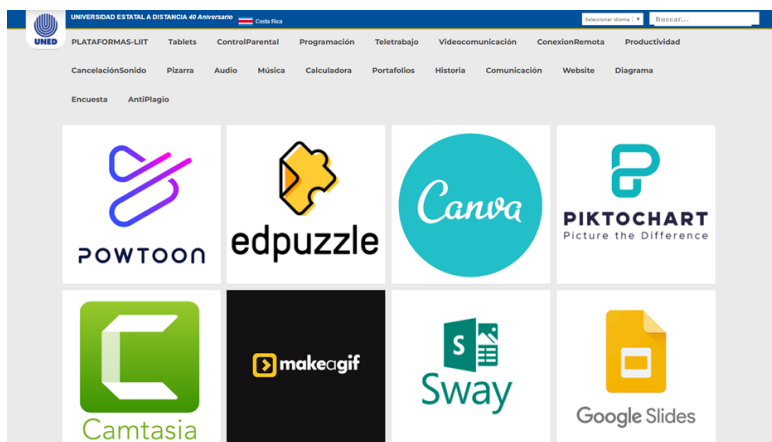 UNIVERSIDAD ESTATAL A DISTANCIA 40 Aniversario Costa Rica
Seleccionar idioma ▼ Buscar...
UNED
PLATAFORMAS-LIIT Tablets ControlParental Programación Teletrabajo Videocomunicación ConexionRemota Productividad
CancelaciónSonido Pizarra Audio Música Calculadora Portafolios Historia Comunicación Website Diagrama
Encuesta AntiPlagio
POWTOON
edpuzzle
Canva
PIKTOCHART
Picture the Difference
Camtasia
makeagif
S
Sway
Google Slides